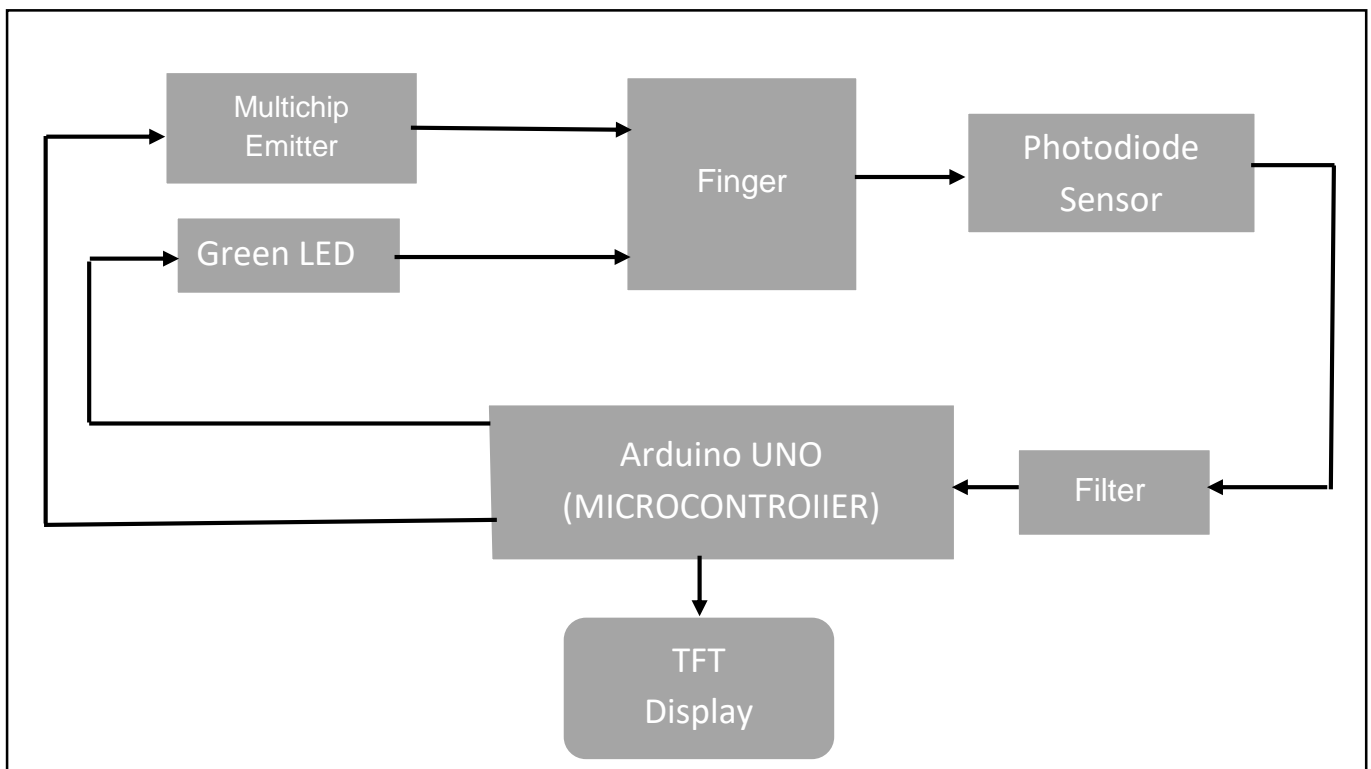 Multichip
Emitter
Finger
Photodiode
Sensor
Green LED
Arduino UNO
(MICROCONTROIIER)
Filter
TFT
Display